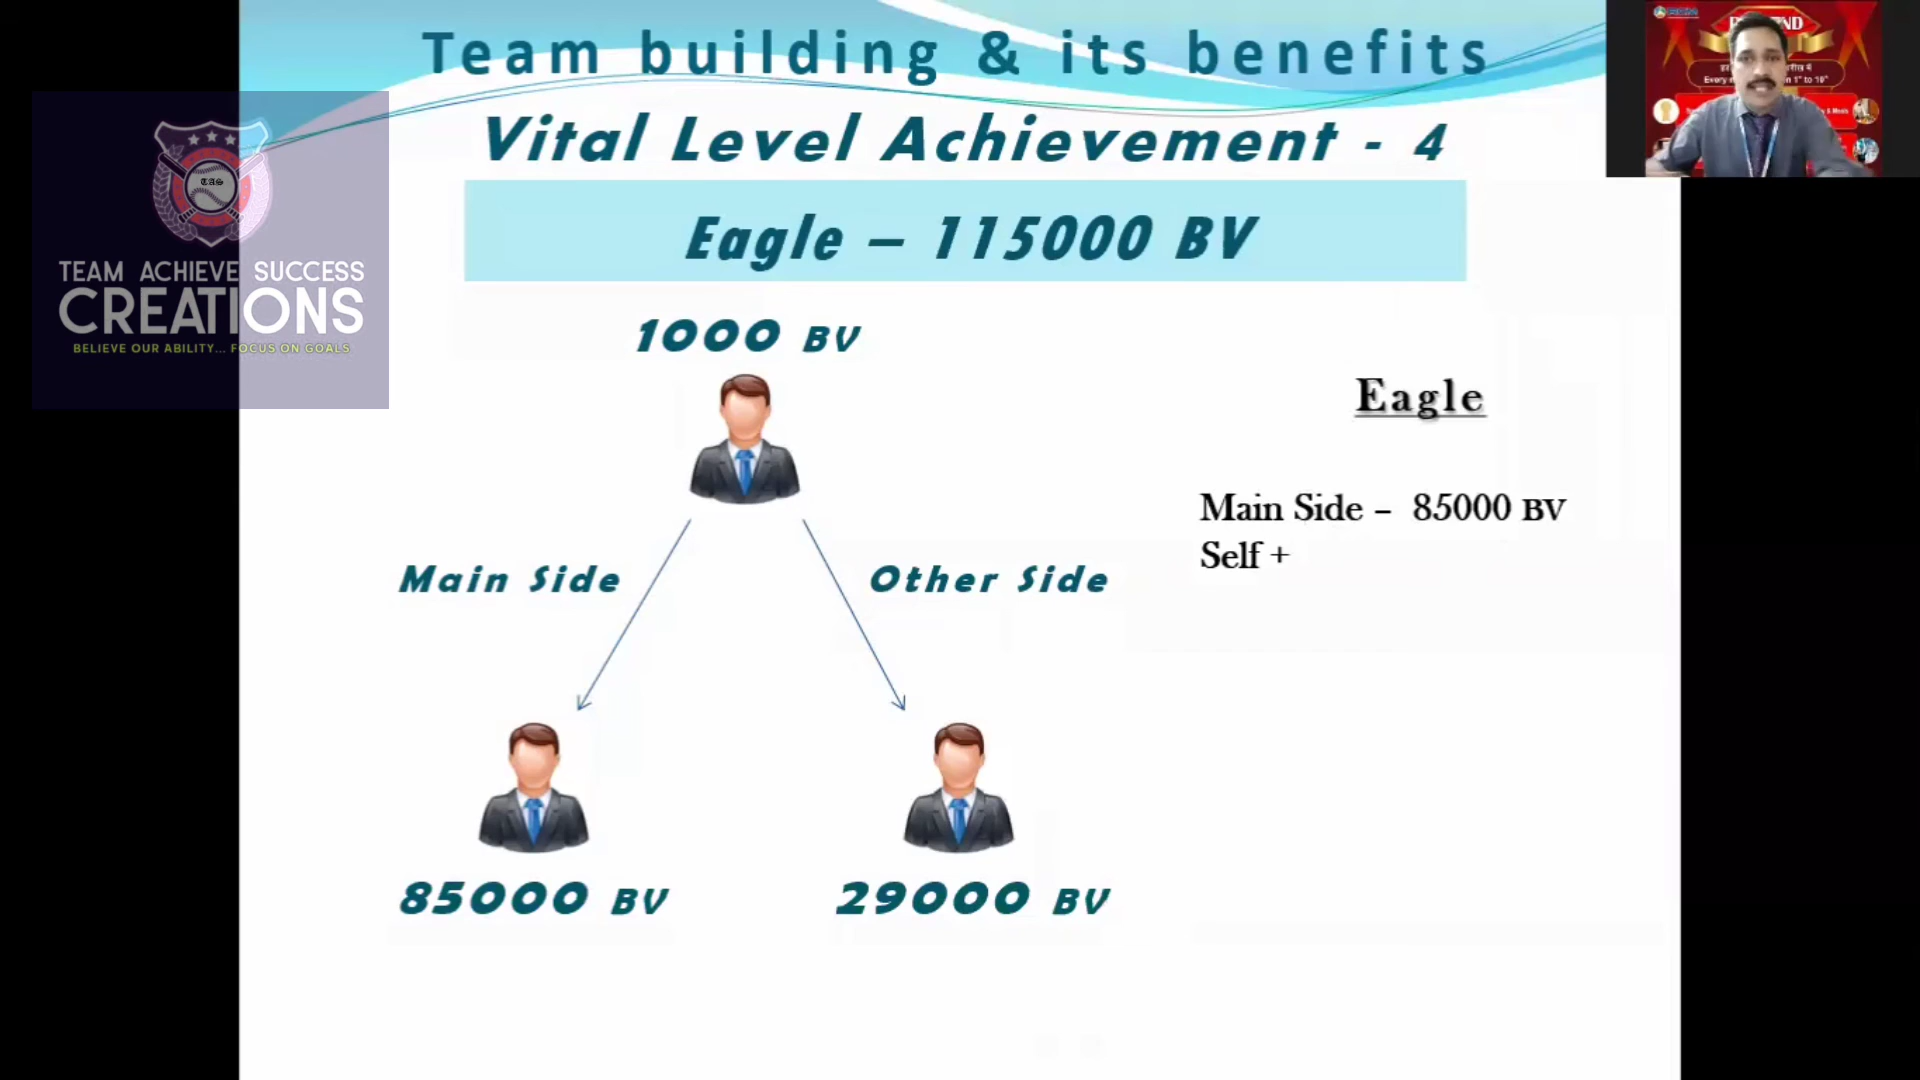 Team building & its benefits
Vital Level Achievement - 4
Eagle – 115000 BV
TAS
TEAM ACHIEVE SUCCESS
CREATIONS
BELIEVE OUR ABILITY... FOCUS ON GOALS
1000 BV
Eagle
Main Side – 85000 BV
Self +
Main Side
Other Side
85000 BV
29000 BV